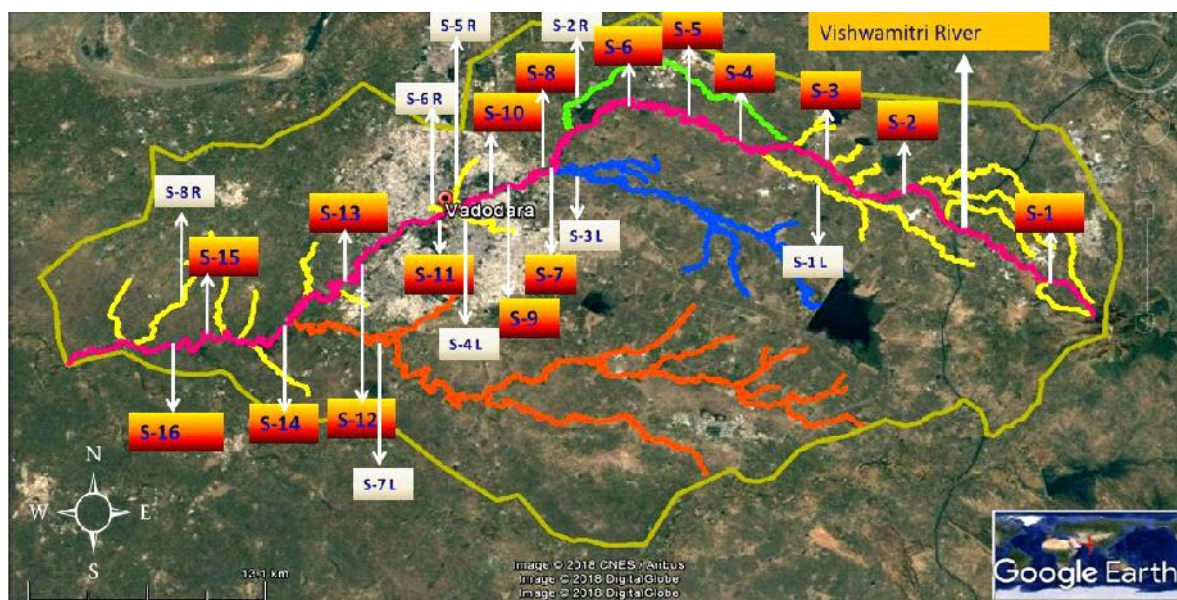 S-5 R
S-2 R
S-5
Vishwamitri River
S-6
S-4
S-8
S-3
S-6 R
S-10
S-2
S-8 R
Vadodara
S-13
S-1
S-3 L
S-15
S-11
S-7
S-1 L
S-9
S-4 L
S-16
S-14
S-12
S-7 L
N
W
E
S
13.1 km
Image © 2018 CNES / Airbus
Image © 2018 DigitalGlobe
Image © 2018 DigitalGlobe
Google Earth